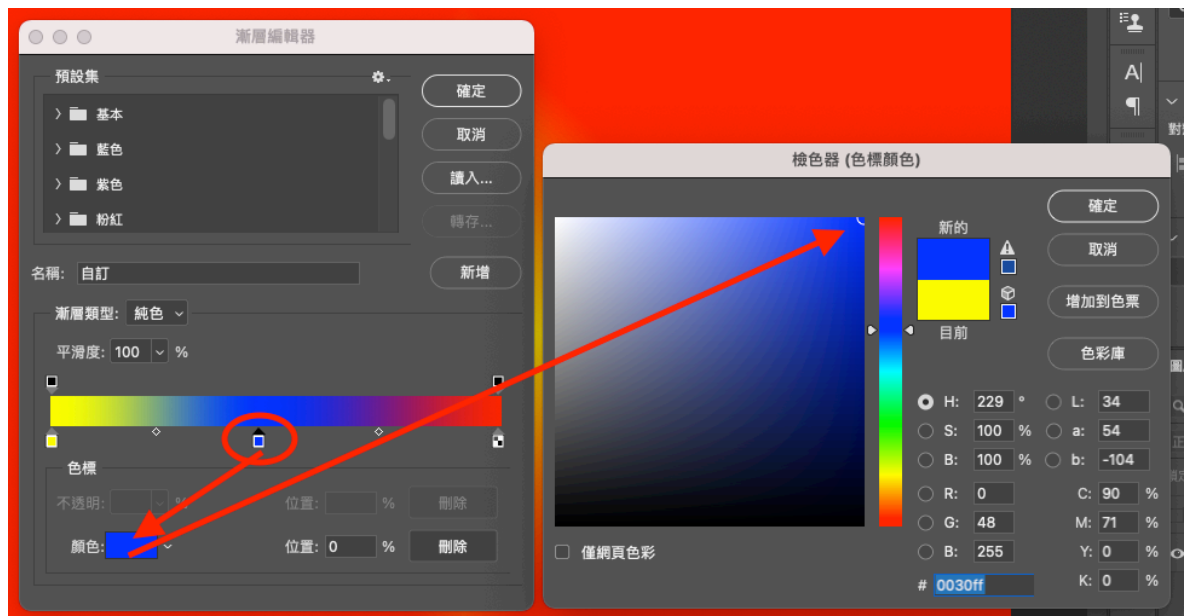 漸層編輯器
預設集
基本
藍色
紫色
粉紅
確定
取消
讀入...
轉存...
名稱: 自訂
新增
漸層類型: 純色
平滑度: 100 %
色標
不透明: %
位置: %
刪除
顏色:
位置: 0 %
刪除
檢色器 (色標顏色)
新的
目前
確定
取消
增加到色票
色彩庫
H: 229 °
S: 100 %
B: 100 %
R: 0
G: 48
B: 255
# 0030ff
L: 34
a: 54
b: -104
C: 90 %
M: 71 %
Y: 0 %
K: 0 %
僅網頁色彩
A